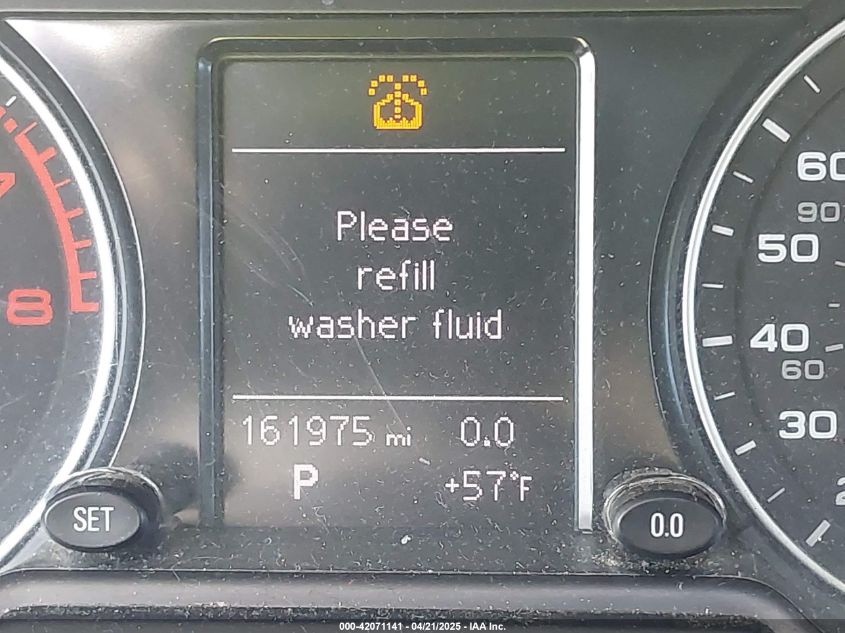 Please
refill
washer fluid
161975 mi 0.0
P +57°F
SET
0.0
7
8
60
90
50
40
60
30
000-42071141 - 04/21/2025 - IAA Inc.